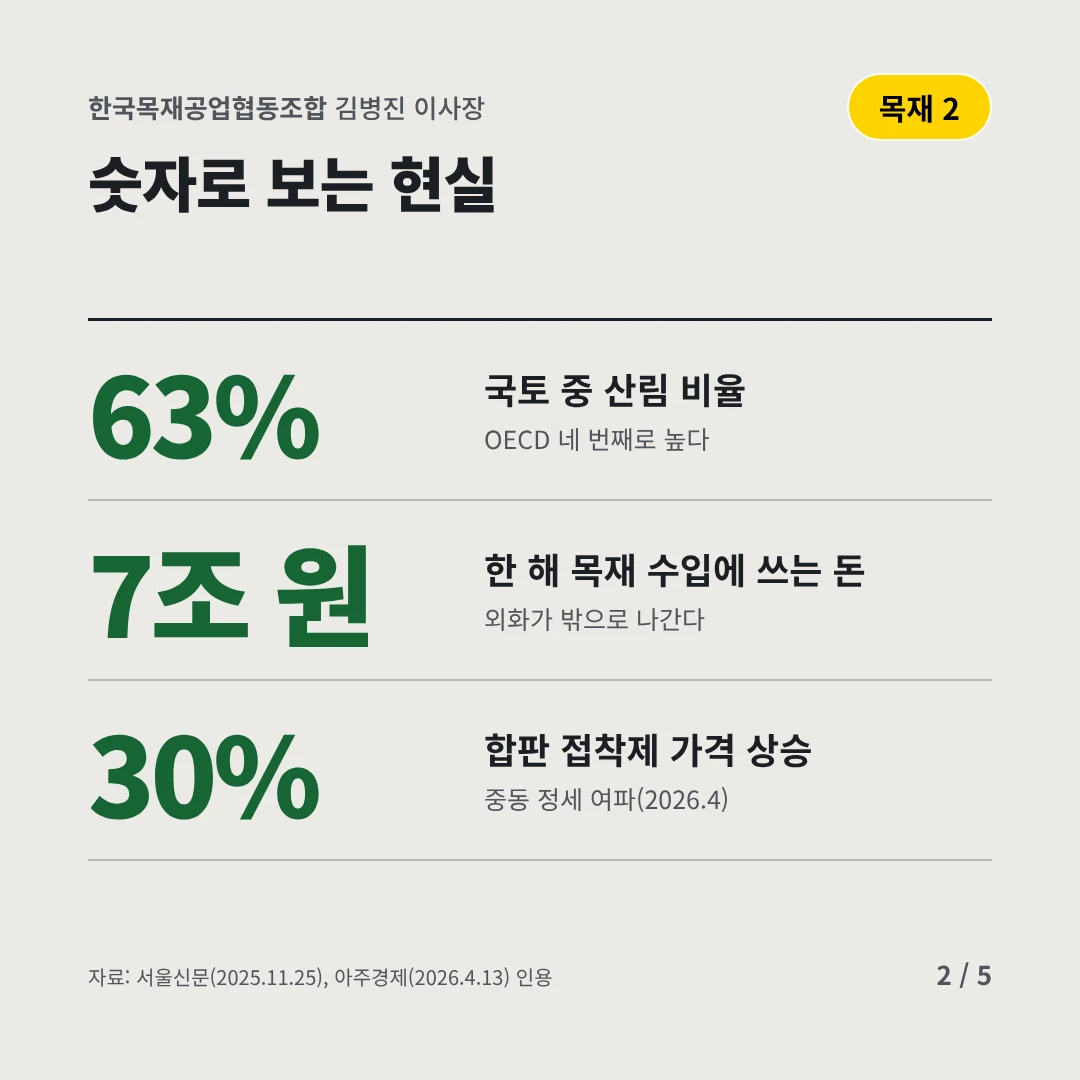 한국목재공업협동조합 김병진 이사장
목재 2
숫자로 보는 현실
63%
국토 중 산림 비율
OECD 네 번째로 높다
7조 원
한 해 목재 수입에 쓰는 돈
외화가 밖으로 나간다
30%
합판 접착제 가격 상승
중동 정세 여파(2026.4)
자료: 서울신문(2025.11.25), 아주경제(2026.4.13) 인용
2 / 5